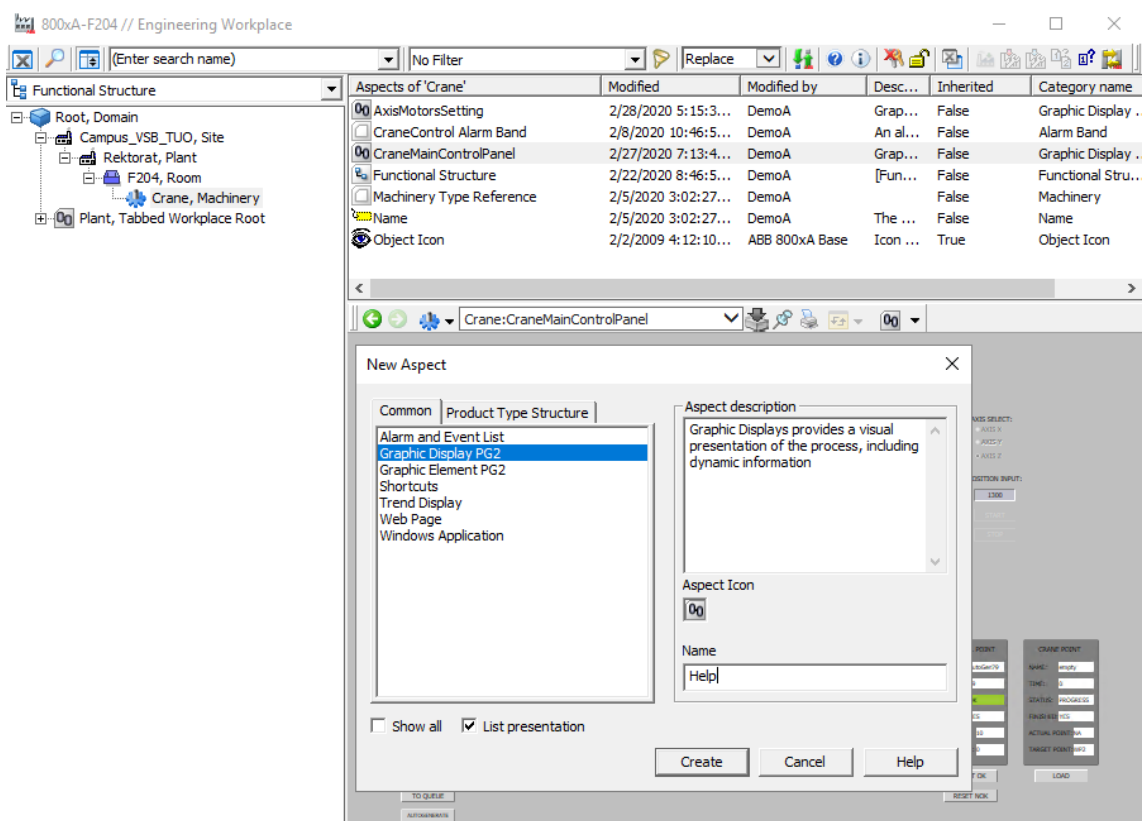 800xA-F204 // Engineering Workplace
(Enter search name)
No Filter
Replace
Functional Structure
Root, Domain
Campus_VSB_TUO, Site
Rektorat, Plant
F204, Room
Crane, Machinery
Plant, Tabbed Workplace Root
Aspects of 'Crane' Modified Modified by Desc... Inherited Category name
AxisMotorsSetting 2/28/2020 5:15:3... DemoA Grap... False Graphic Display ...
CraneControl Alarm Band 2/8/2020 10:46:5... DemoA An al... False Alarm Band
CraneMainControlPanel 2/27/2020 7:13:4... DemoA Grap... False Graphic Display ...
Functional Structure 2/22/2020 8:46:5... DemoA [Fun... False Functional Stru...
Machinery Type Reference 2/5/2020 3:02:27... DemoA False Machinery
Name 2/5/2020 3:02:27... DemoA The ... False Name
Object Icon 2/2/2009 4:12:10... ABB 800xA Base Icon ... True Object Icon
Crane:CraneMainControlPanel
New Aspect
Common
Product Type Structure
Alarm and Event List
Graphic Display PG2
Graphic Element PG2
Shortcuts
Trend Display
Web Page
Windows Application
Show all
List presentation
Aspect description
Graphic Displays provides a visual
presentation of the process, including
dynamic information
Aspect Icon
Name
Help
Create
Cancel
Help
AXIS SELECT:
AXIS X
AXIS Y
AXIS Z
OSITION INPUT:
1300
START
STOP
POINT
utoGen79
10
CRANE POINT
NAME: empty
TIME: 0
STATUS: PROGRESS
ACTUAL POINT: NA
TARGET POINT: WP2
T OK
LOAD
TO QUEUE
RESET NOK
AUTOGENERATE